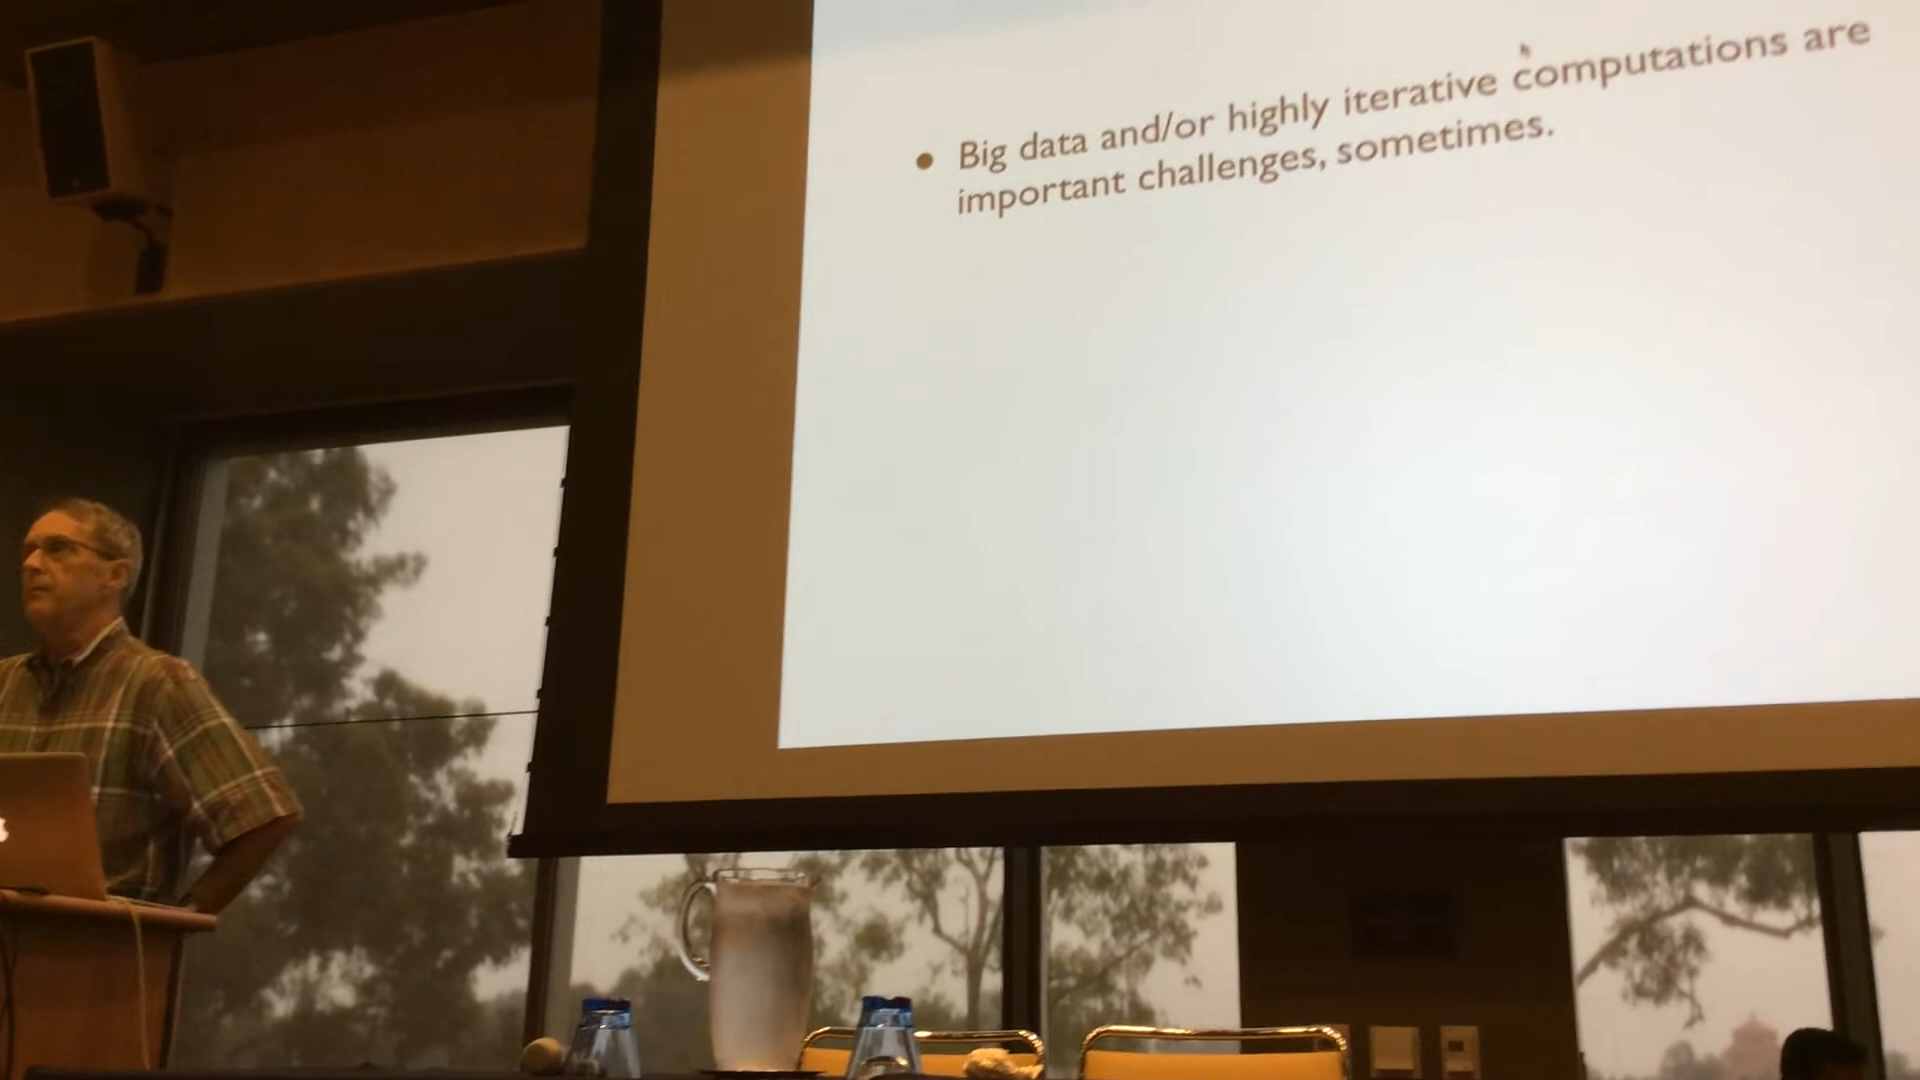 Big data and/or highly iterative computations are
important challenges, sometimes.